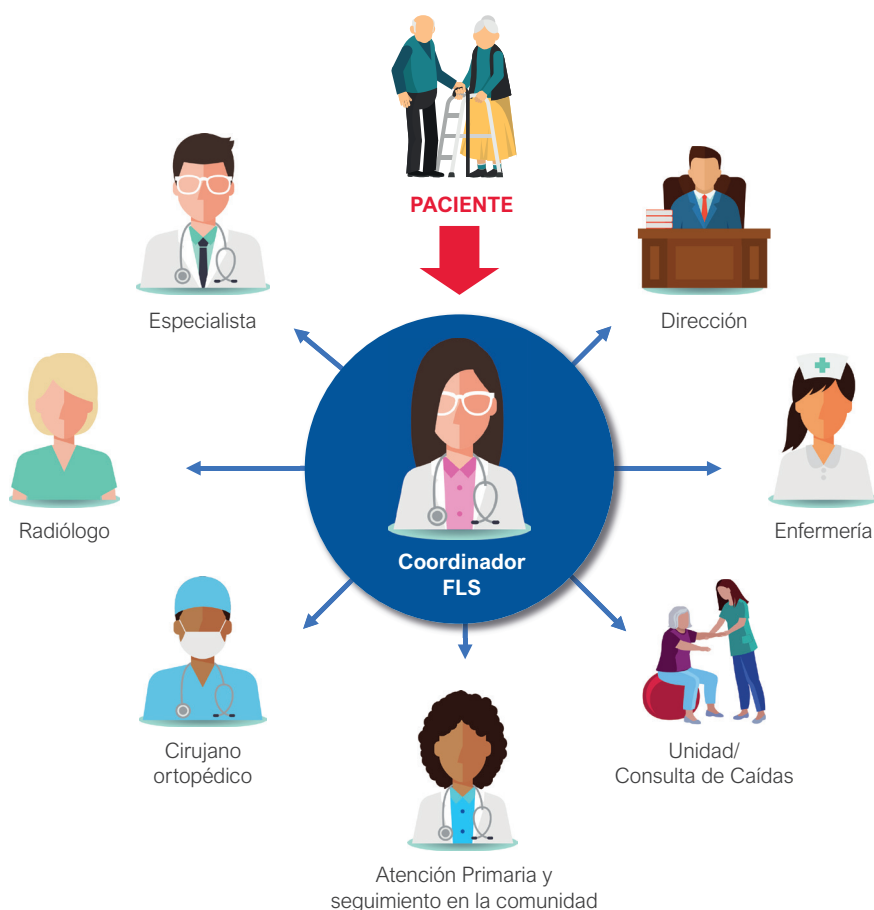 PACIENTE
Especialista
Dirección
Radiólogo
Coordinador
FLS
Enfermería
Cirujano
ortopédico
Unidad/
Consulta de Caídas
Atención Primaria y
seguimiento en la comunidad